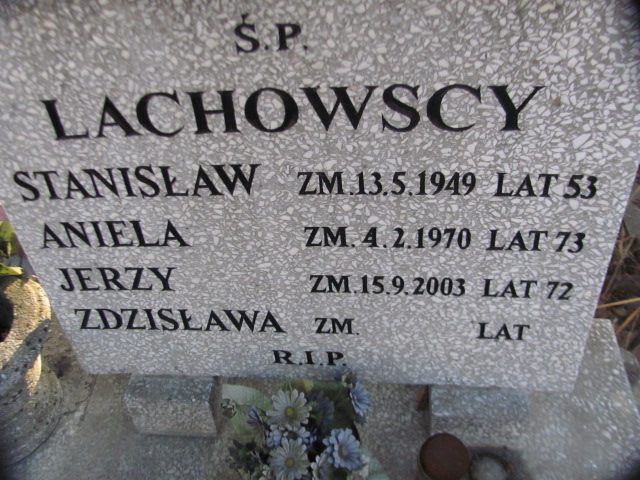 Ś.P.
LACHOWSCY
STANISŁAW ZM.13.5.1949 LAT 53
ANIELA ZM. 4.2.1970 LAT 73
JERZY ZM.15.9.2003 LAT 72
ZDZISŁAWA ZM. LAT
R.I.P.